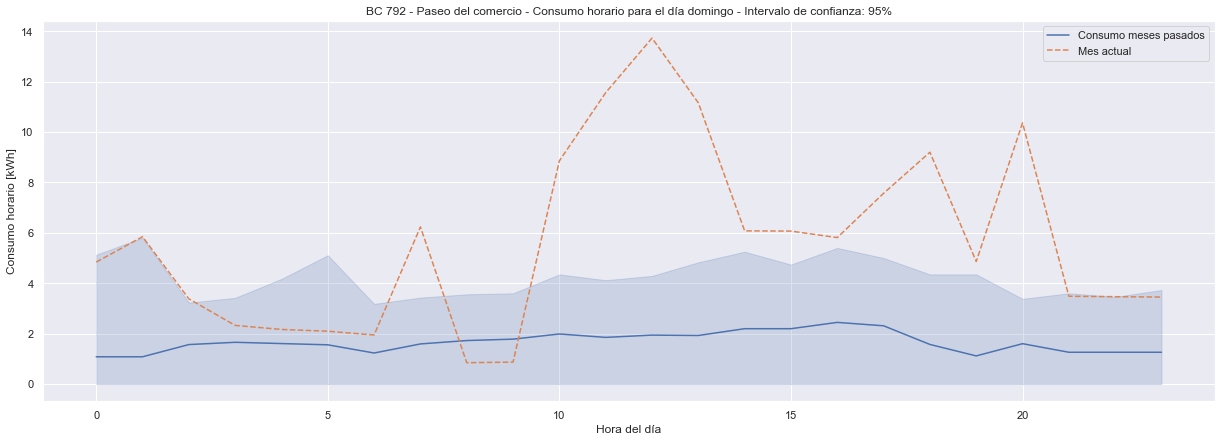 BC 792 - Paseo del comercio - Consumo horario para el día domingo - Intervalo de confianza: 95%
Consumo meses pasados
Mes actual
Consumo horario [kWh]
14
12
10
8
6
4
2
0
0 5 10 15 20
Hora del día